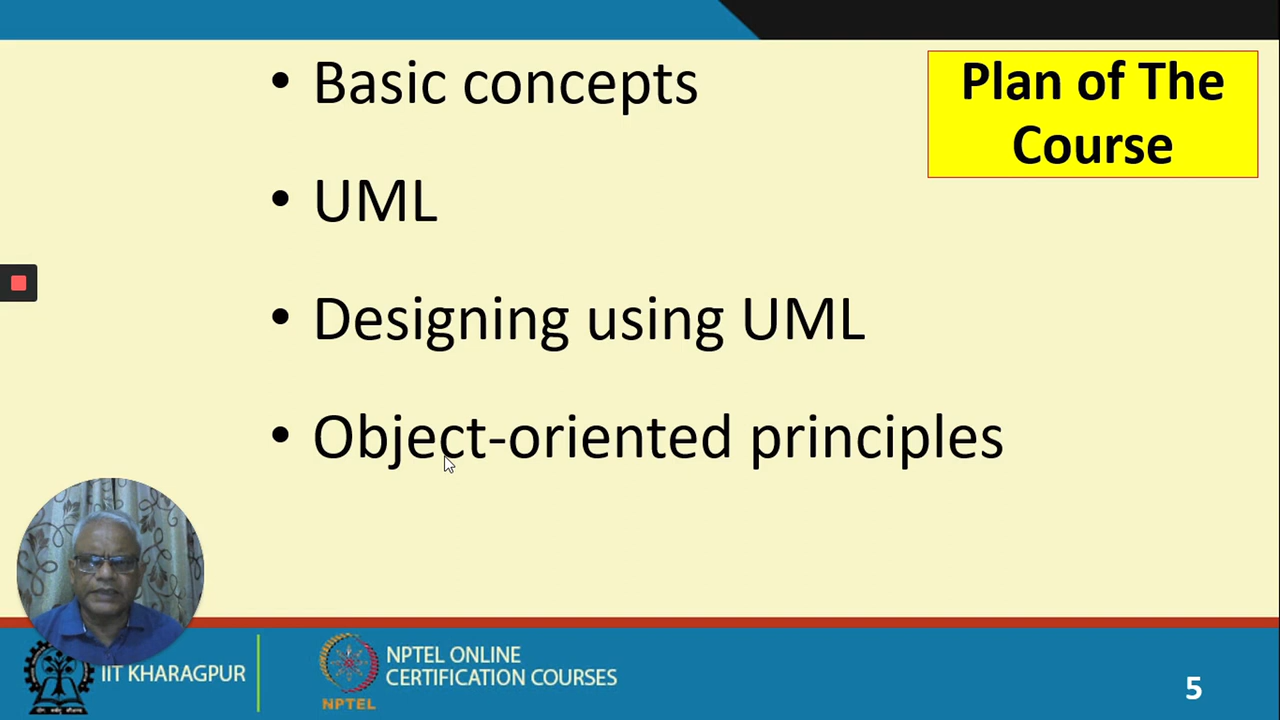 • Basic concepts
Plan of The
Course
• UML
• Designing using UML
• Object-oriented principles
IIT KHARAGPUR
NPTEL ONLINE
CERTIFICATION COURSES
NPTEL
5